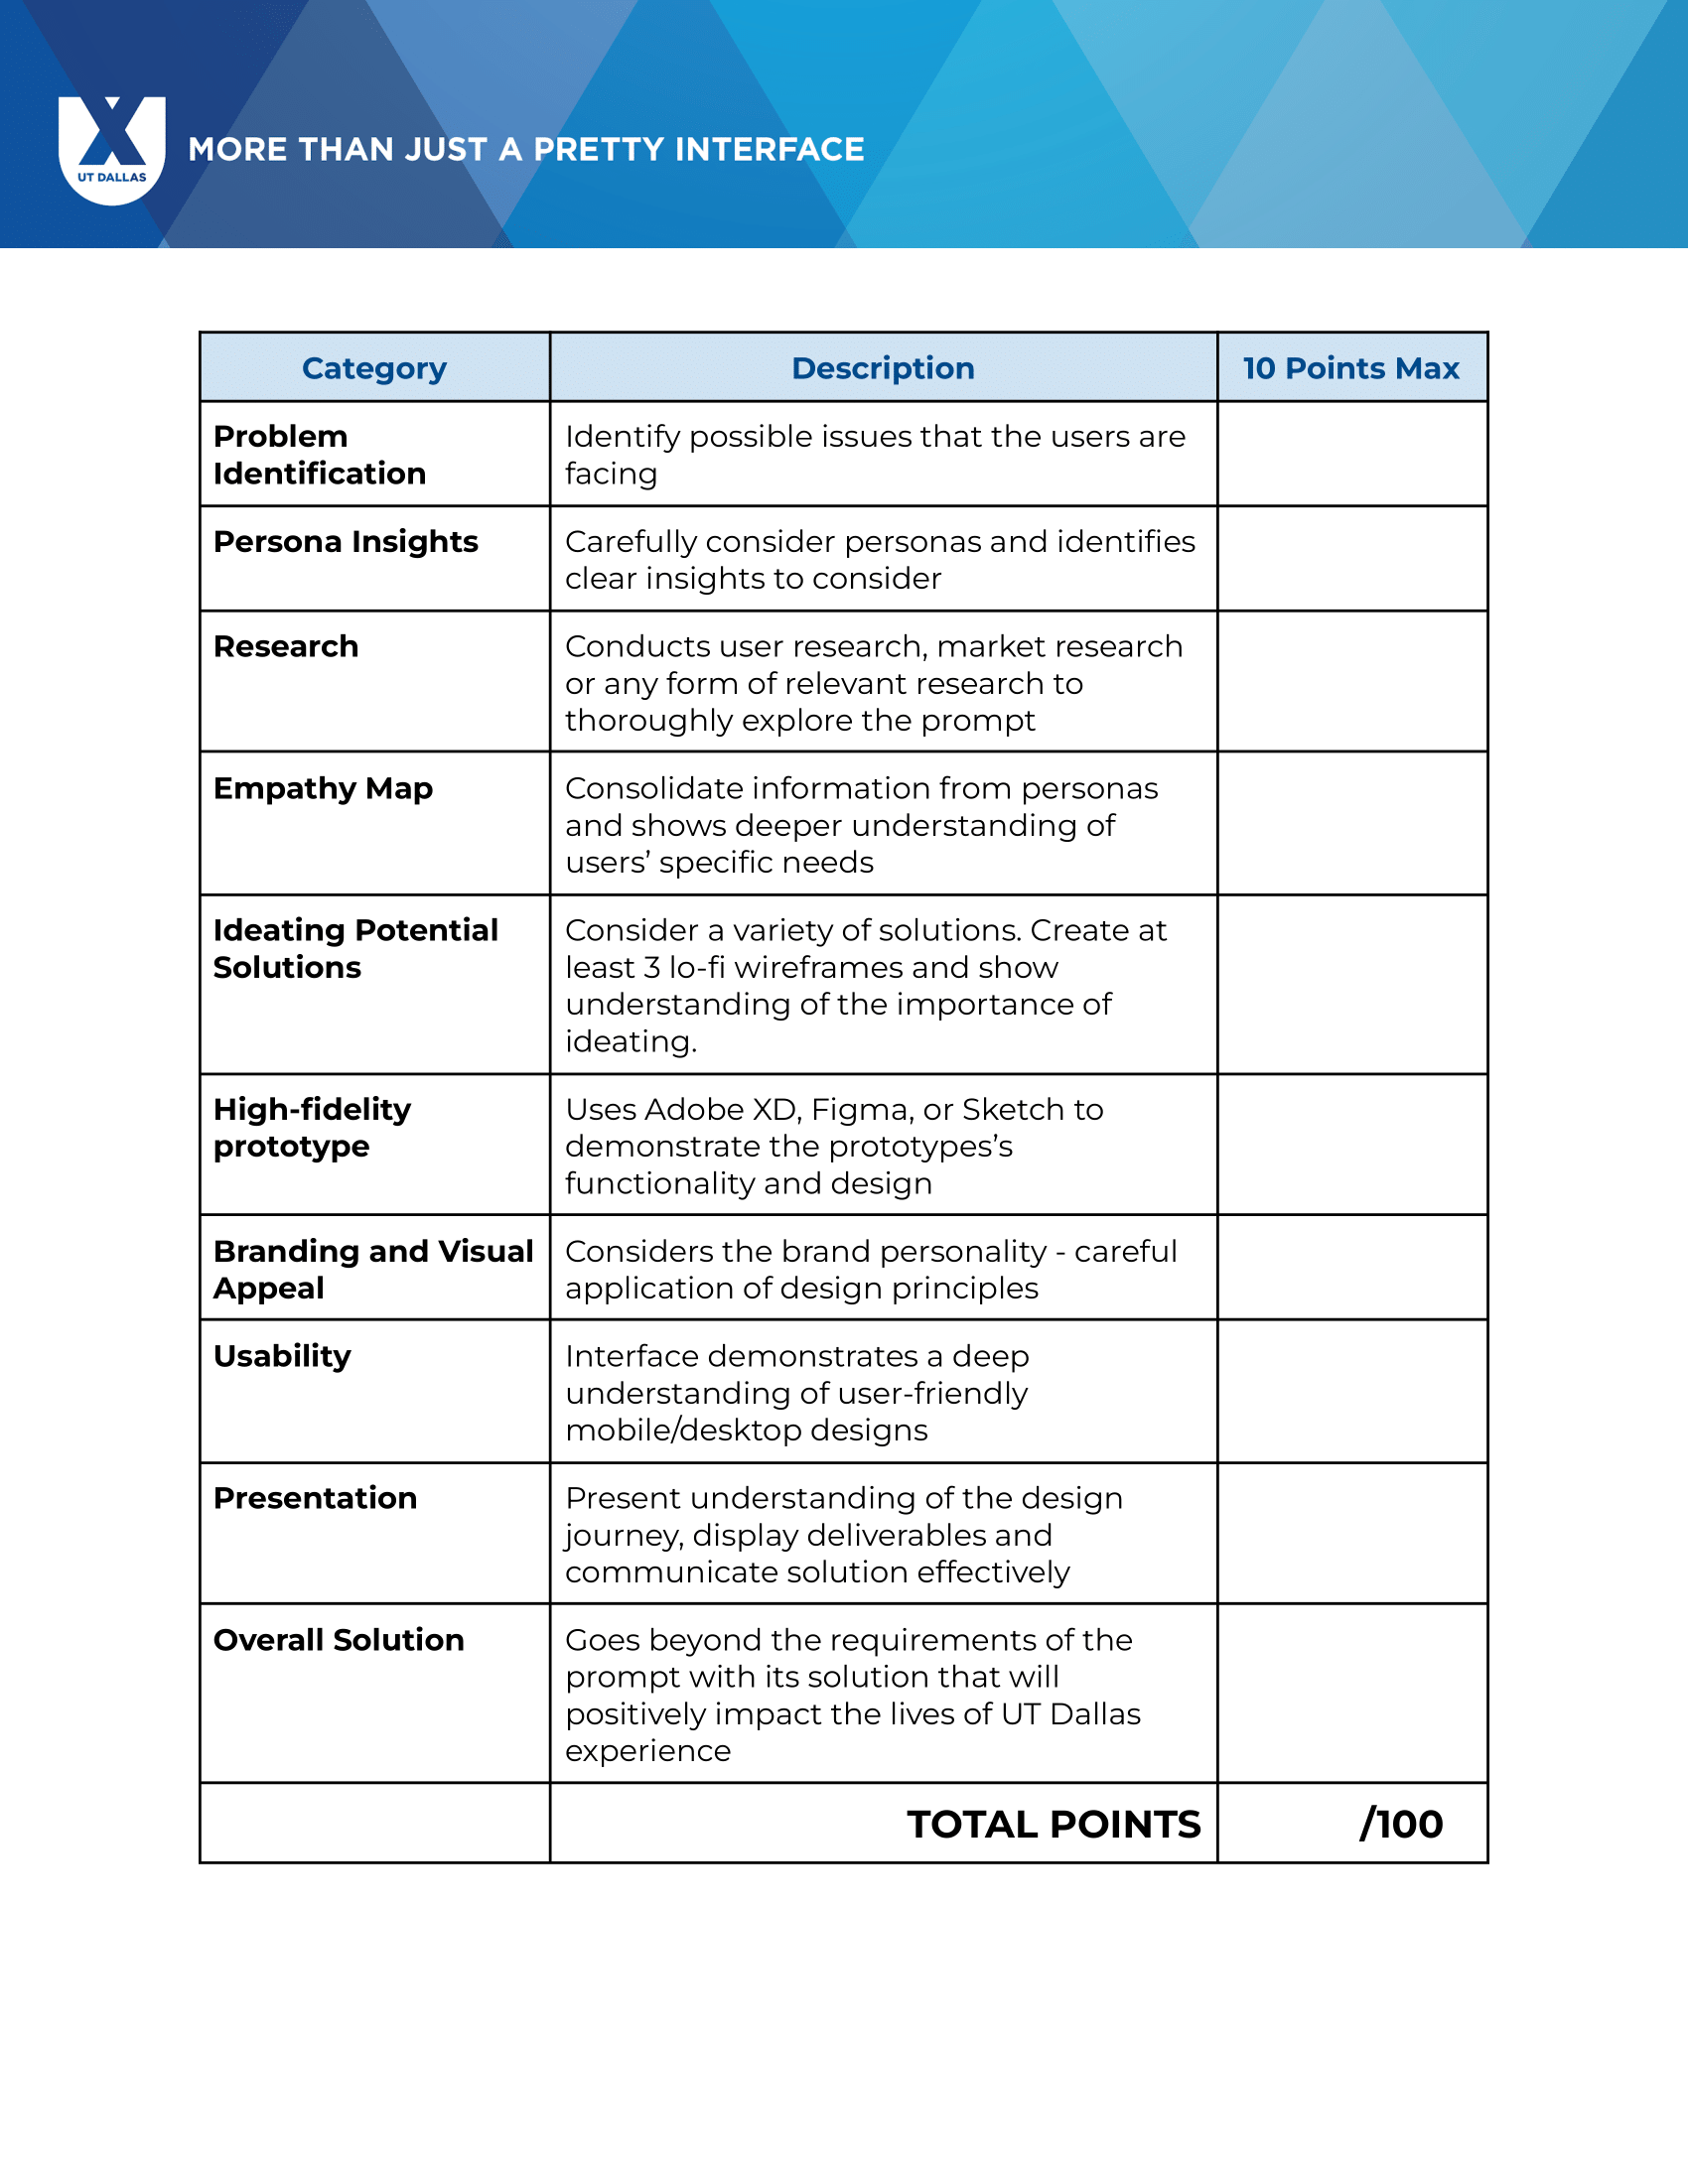 UT DALLAS
MORE THAN JUST A PRETTY INTERFACE
Category Description 10 Points Max
Problem
Identification
Identify possible issues that the users are
facing
Persona Insights
Carefully consider personas and identifies
clear insights to consider
Research
Conducts user research, market research
or any form of relevant research to
thoroughly explore the prompt
Empathy Map
Consolidate information from personas
and shows deeper understanding of
users’ specific needs
Ideating Potential
Solutions
Consider a variety of solutions. Create at
least 3 lo-fi wireframes and show
understanding of the importance of
ideating.
High-fidelity
prototype
Uses Adobe XD, Figma, or Sketch to
demonstrate the prototypes’s
functionality and design
Branding and Visual
Appeal
Considers the brand personality - careful
application of design principles
Usability
Interface demonstrates a deep
understanding of user-friendly
mobile/desktop designs
Presentation
Present understanding of the design
journey, display deliverables and
communicate solution effectively
Overall Solution
Goes beyond the requirements of the
prompt with its solution that will
positively impact the lives of UT Dallas
experience
TOTAL POINTS /100